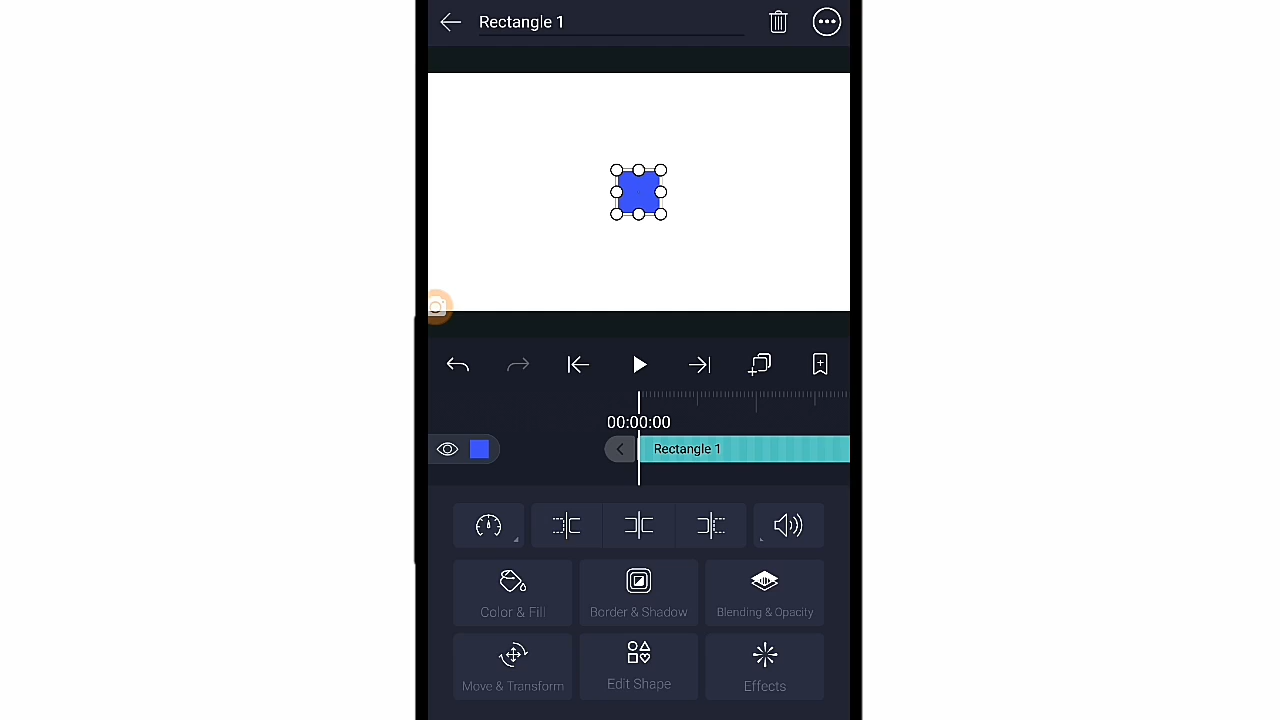 Rectangle 1
00:00:00
Rectangle 1
Color & Fill
Border & Shadow
Blending & Opacity
Move & Transform
Edit Shape
Effects